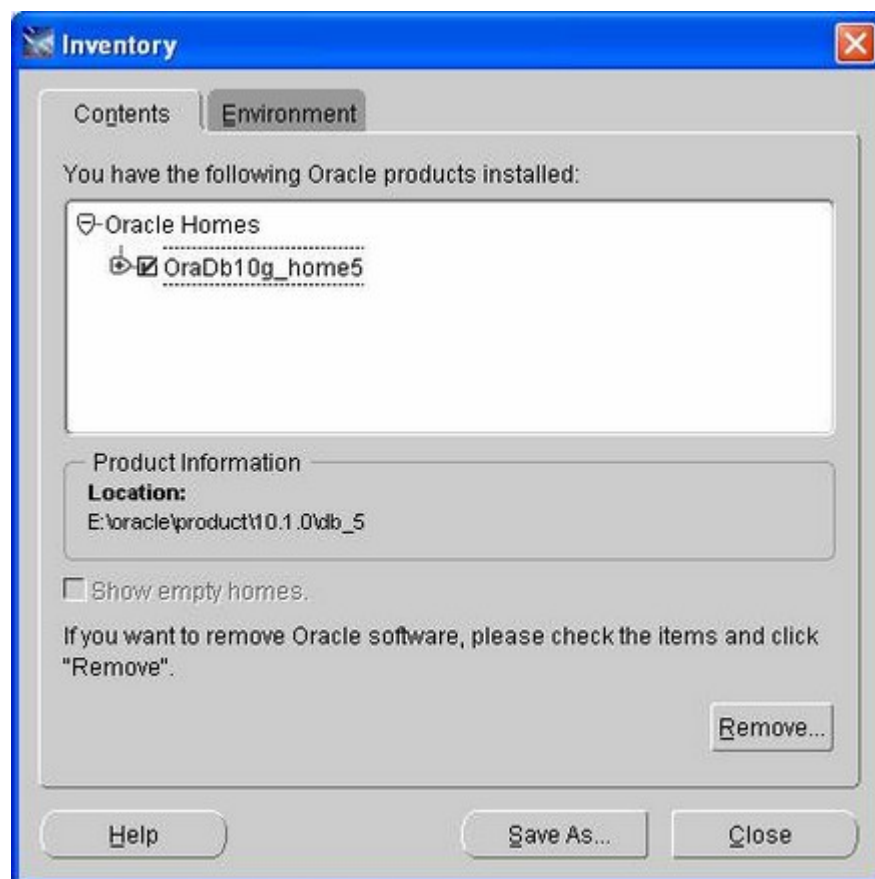 Inventory
Contents
Environment
You have the following Oracle products installed:
Oracle Homes
OraDb10g_home5
Product Information
Location:
E:\oracle\product\10.1.0\db_5
Show empty homes.
If you want to remove Oracle software, please check the items and click
"Remove".
Remove...
Help
Save As...
Close